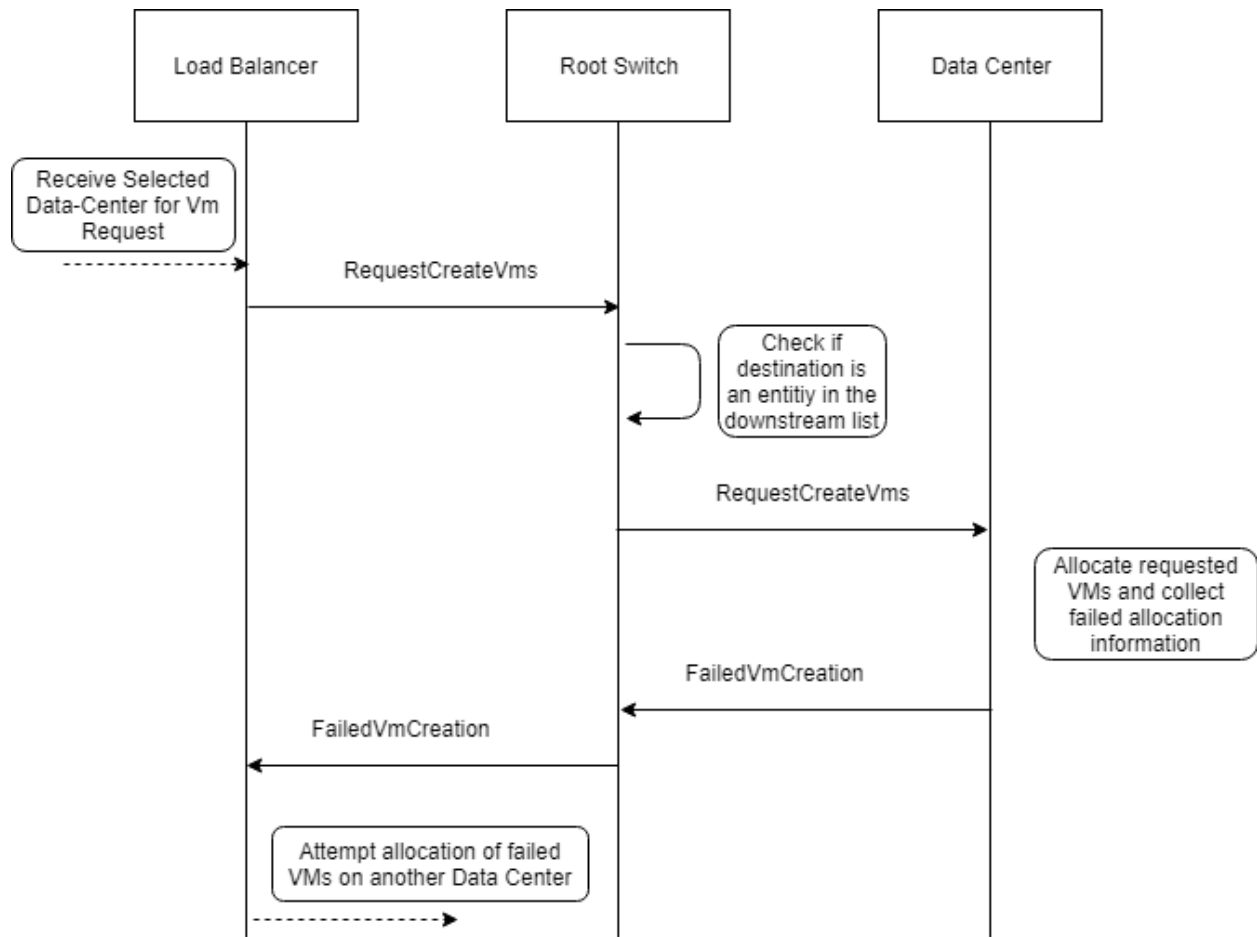 Load Balancer
Root Switch
Data Center
Receive Selected
Data-Center for Vm
Request
RequestCreateVms
Check if
destination is
an entitiy in the
downstream list
RequestCreateVms
Allocate requested
VMs and collect
failed allocation
information
FailedVmCreation
FailedVmCreation
Attempt allocation of failed
VMs on another Data Center